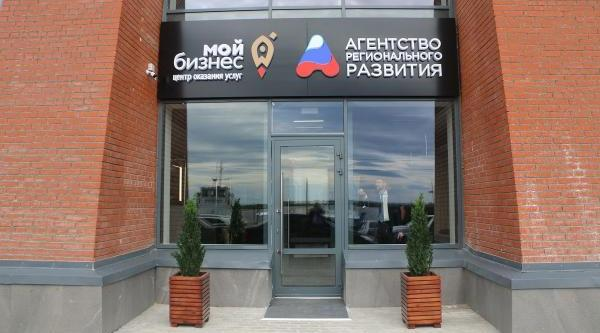 мой
бизнес
центр оказания услуг
АГЕНТСТВО
РЕГИОНАЛЬНОГО
РАЗВИТИЯ